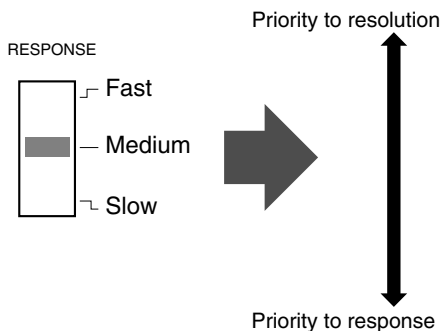 Priority to resolution
RESPONSE
Fast
Medium
Slow
Priority to response